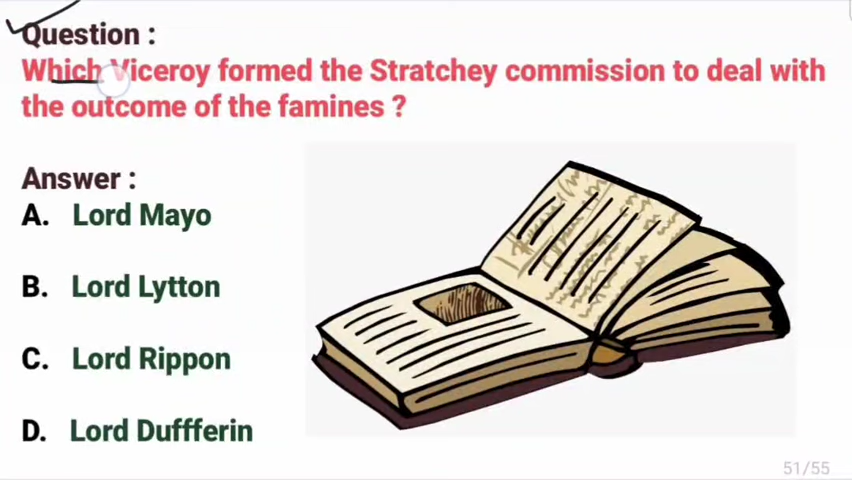 Question :
Which Viceroy formed the Stratchey commission to deal with
the outcome of the famines ?
Answer :
A. Lord Mayo
B. Lord Lytton
C. Lord Rippon
D. Lord Duffferin
51/55